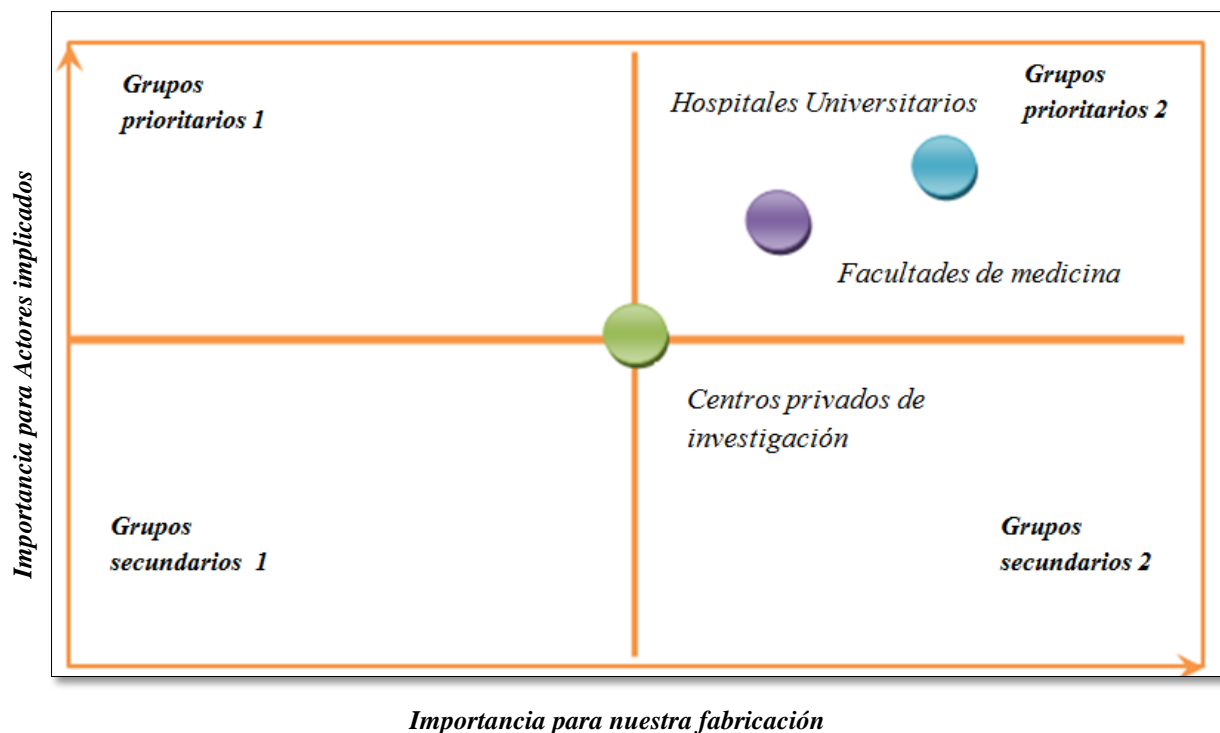 Grupos
prioritarios 1
Hospitales Universitarios
Grupos
prioritarios 2
Facultades de medicina
Centros privados de
investigación
Grupos
secundarios 1
Grupos
secundarios 2
Importancia para Actores implicados
Importancia para nuestra fabricación